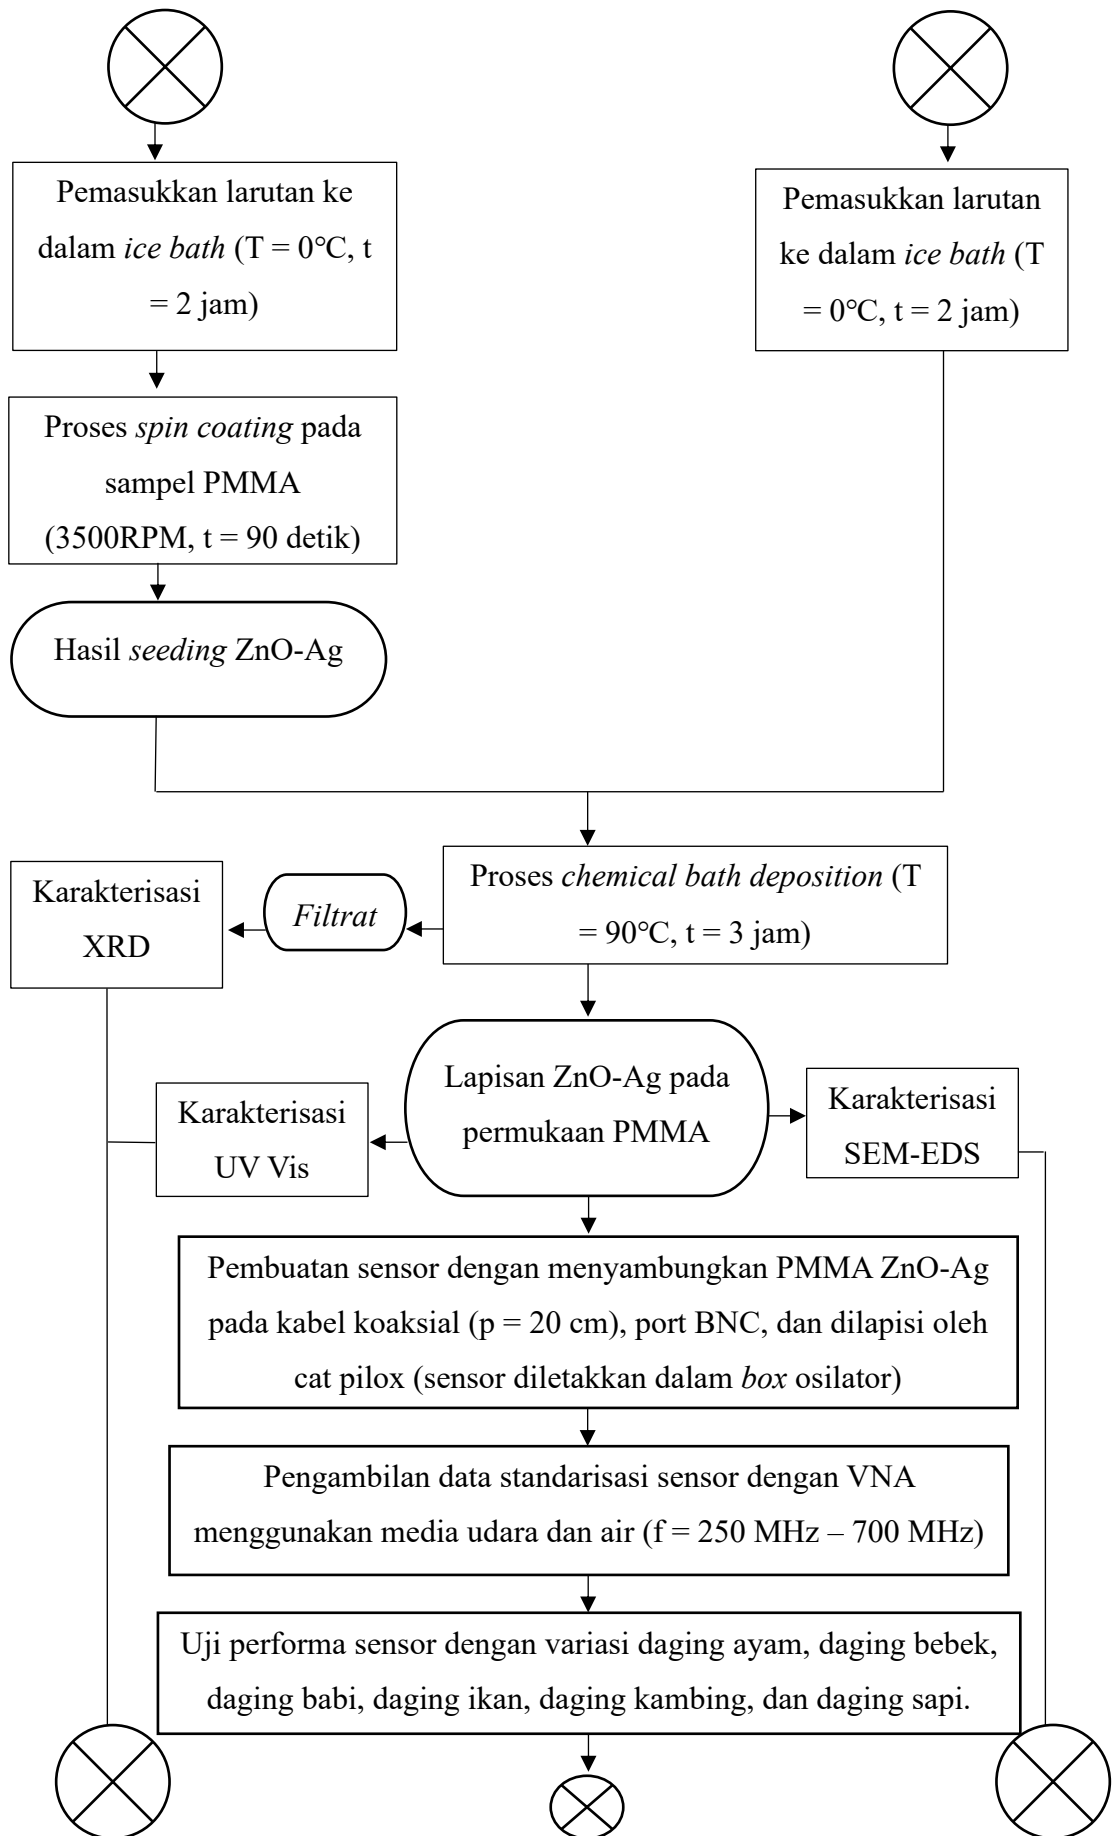 Pemasukkan larutan ke
dalam ice bath (T = 0°C, t
= 2 jam)
Pemasukkan larutan
ke dalam ice bath (T
= 0°C, t = 2 jam)
Proses spin coating pada
sampel PMMA
(3500RPM, t = 90 detik)
Hasil seeding ZnO-Ag
Karakterisasi
XRD
Filtrat
Proses chemical bath deposition (T
= 90°C, t = 3 jam)
Lapisan ZnO-Ag pada
permukaan PMMA
Karakterisasi
UV Vis
Karakterisasi
SEM-EDS
Pembuatan sensor dengan menyambungkan PMMA ZnO-Ag
pada kabel koaksial (p = 20 cm), port BNC, dan dilapisi oleh
cat pilox (sensor diletakkan dalam box osilator)
Pengambilan data standarisasi sensor dengan VNA
menggunakan media udara dan air (f = 250 MHz – 700 MHz)
Uji performa sensor dengan variasi daging ayam, daging bebek,
daging babi, daging ikan, daging kambing, dan daging sapi.